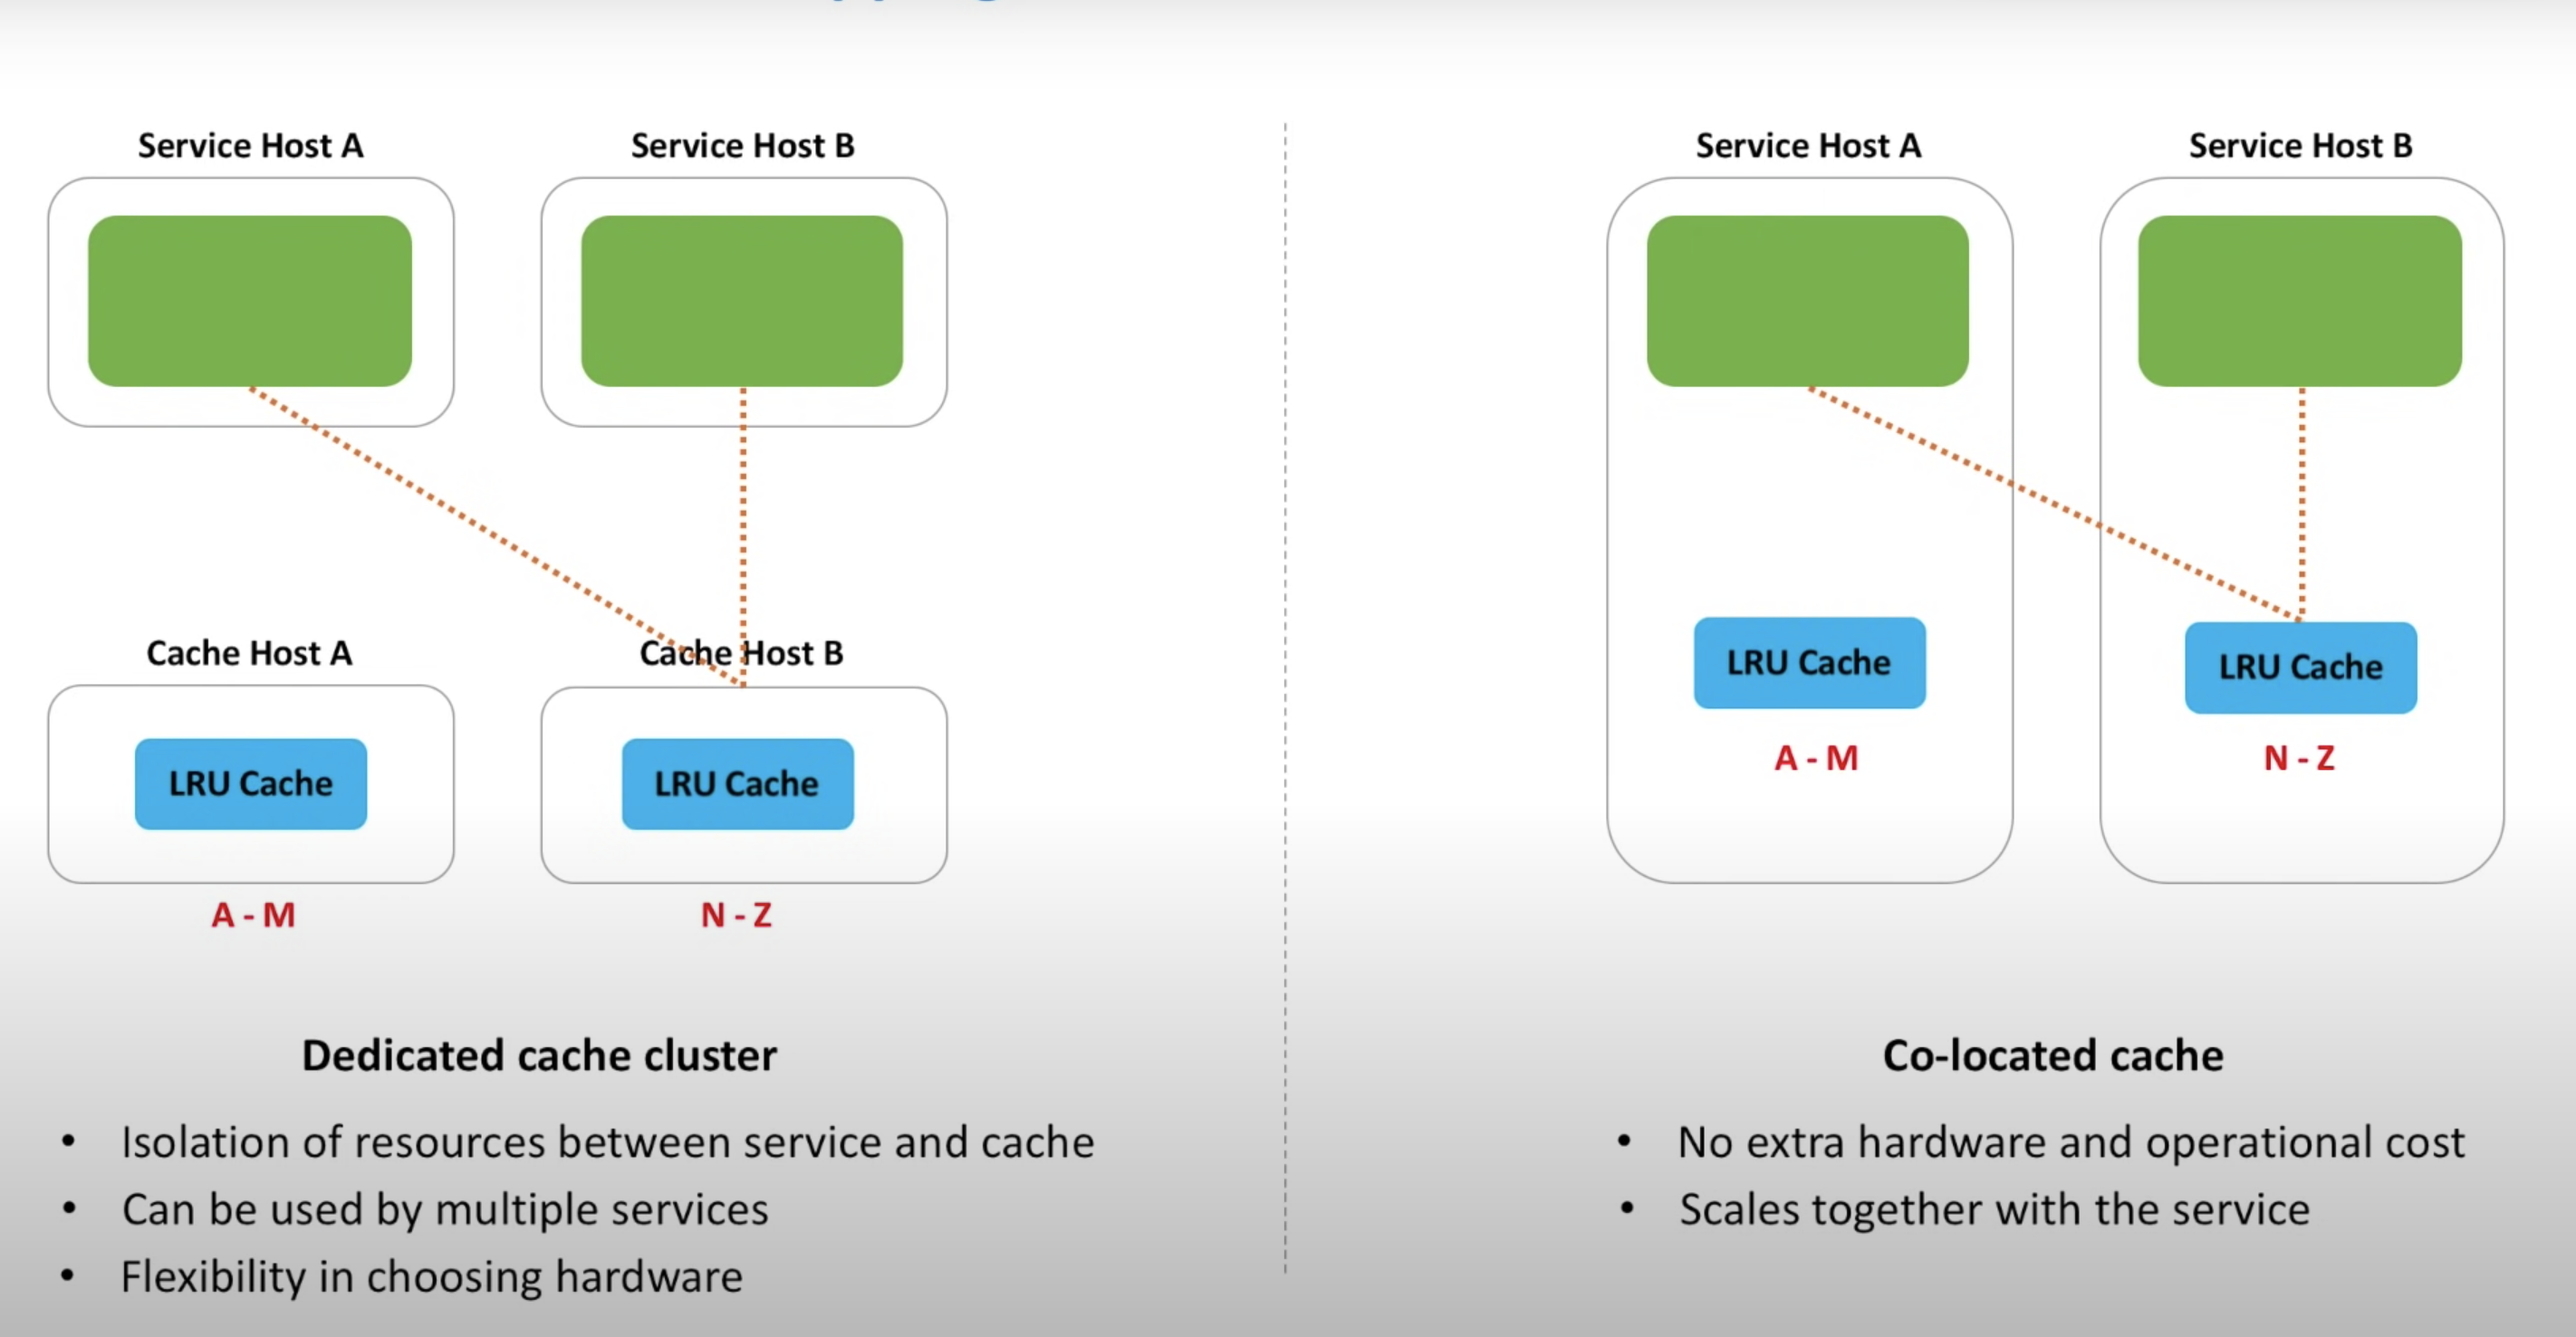 Service Host A
Service Host B
Cache Host A
Cache Host B
LRU Cache
LRU Cache
A - M
N - Z
Dedicated cache cluster
• Isolation of resources between service and cache
• Can be used by multiple services
• Flexibility in choosing hardware
Service Host A
Service Host B
LRU Cache
LRU Cache
A - M
N - Z
Co-located cache
• No extra hardware and operational cost
• Scales together with the service